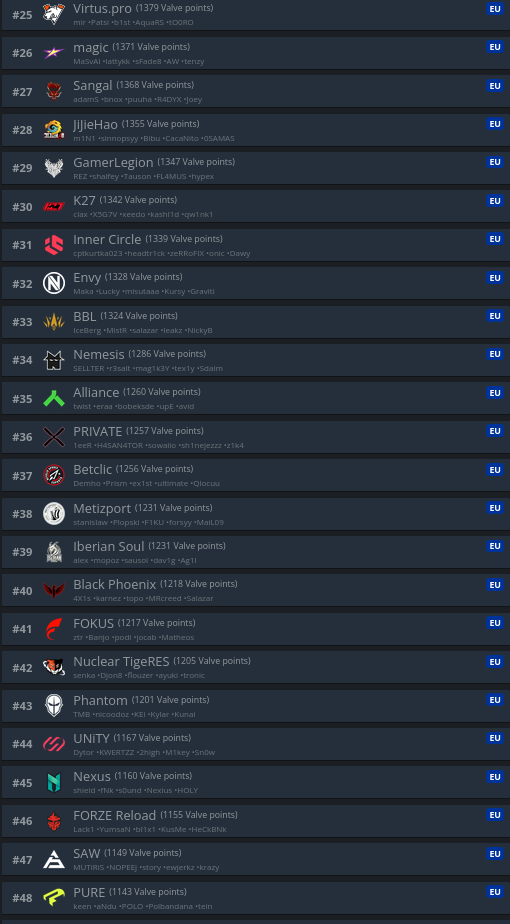 #25 Virtus.pro (1379 Valve points) EU
mir •Patsi •b1st •AquaRS •tO0RO
#26 magic (1371 Valve points) EU
MaSvAl •lattykk •sFade8 •AW •tenzy
#27 Sangal (1368 Valve points) EU
adamS •bnox •puuha •R4DYX •Joey
#28 JiJieHao (1355 Valve points) EU
m1N1 •sinnopsyy •Bibu •CacaNito •0SAMAS
#29 GamerLegion (1347 Valve points) EU
REZ •shaifey •Tauson •FL4MUS •hypex
#30 K27 (1342 Valve points) EU
clax •K5G7V •xeedo •kashl1d •qw1nk1
#31 Inner Circle (1339 Valve points) EU
cptkurtka023 •headtr1ck •zeRRoFIX •onic •Dawy
#32 Envy (1328 Valve points) EU
Maka •Lucky •misutaaa •Kursy •Graviti
#33 BBL (1324 Valve points) EU
IceBerg •MistR •salazar •leakz •NickyB
#34 Nemesis (1286 Valve points) EU
SELLTER •r3salt •mag1k3Y •tex1y •Sdaim
#35 Alliance (1260 Valve points) EU
twist •eraa •bobeksde •upE •avid
#36 PRIVATE (1257 Valve points) EU
1eeR •H4SAN4TOR •sowalio •sh1nejezzz •z1k4
#37 Betclic (1256 Valve points) EU
Demho •Prism •ex1st •ultimate •Qlocuu
#38 Metizport (1231 Valve points) EU
stanislaw •Plopski •F1KU •forsyy •MaiL09
#39 Iberian Soul (1231 Valve points) EU
alex •mopoz •sausol •dav1g •Ag1l
#40 Black Phoenix (1218 Valve points) EU
4X1s •karnez •topo •MRcreed •Salazar
#41 FOKUS (1217 Valve points) EU
ztr •Banjo •podi •jocab •Matheos
#42 Nuclear TigeRES (1205 Valve points) EU
senka •Djon8 •flouzer •ayuki •tronic
#43 Phantom (1201 Valve points) EU
TMB •nicoodoz •KEi •Kylar •Kunai
#44 UNiTY (1167 Valve points) EU
Dytor •KWERTZZ •2high •M1key •Sn0w
#45 Nexus (1160 Valve points) EU
shield •fNk •s0und •Nexius •HOLY
#46 FORZE Reload (1155 Valve points) EU
Lack1 •YumsaN •bl1x1 •KusMe •HeCkBNk
#47 SAW (1149 Valve points) EU
MUTiRiS •NOPEEj •story •ewjerkz •krazy
#48 PURE (1143 Valve points) EU
keen •aNdu •POLO •Polbandana •tein